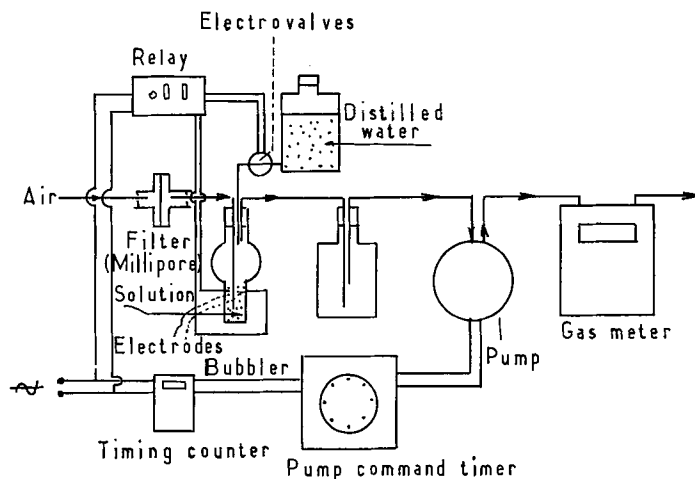 Electrovalves
Relay
Distilled
water
Air
Filter
(Millipore)
Solution
Electrodes
Bubbler
Pump
Gas meter
Timing counter
Pump command timer